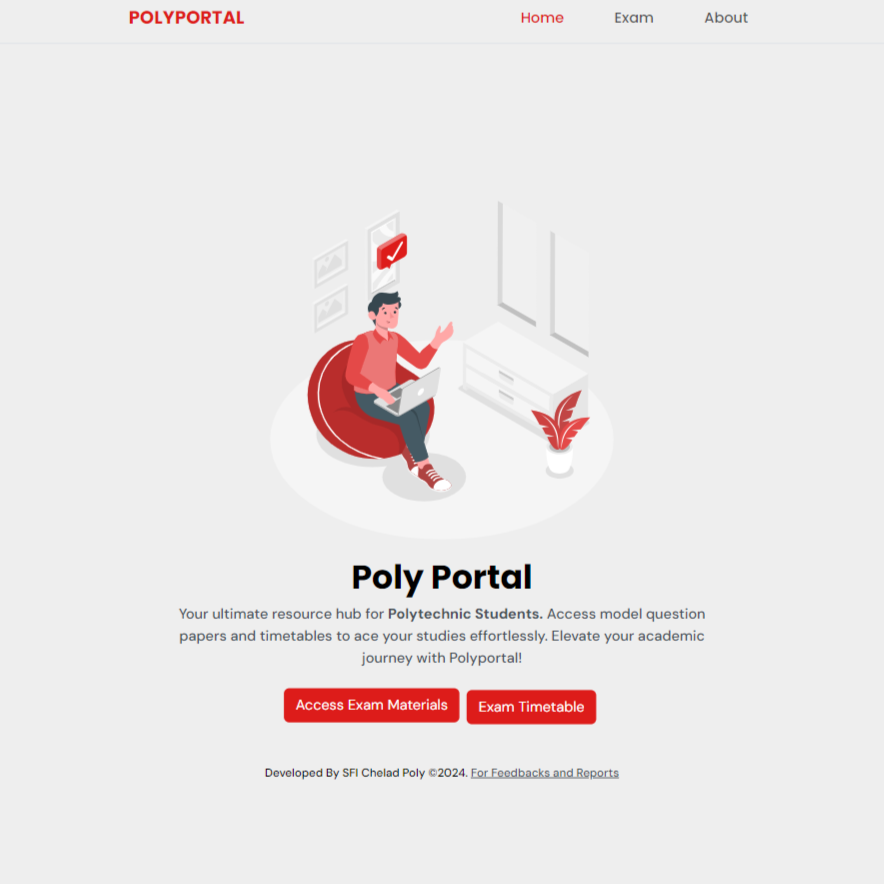 POLYPORTAL
Home
Exam
About
Poly Portal
Your ultimate resource hub for Polytechnic Students. Access model question
papers and timetables to ace your studies effortlessly. Elevate your academic
journey with Polyportal!
Access Exam Materials
Exam Timetable
Developed By SFI Chelad Poly ©2024. For Feedbacks and Reports